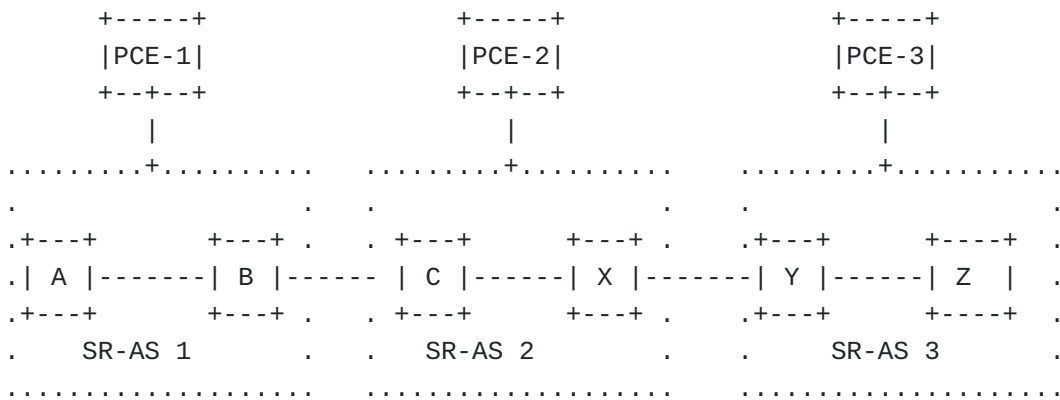 PCE-1 PCE-2 PCE-3
A B C X Y Z
SR-AS 1 SR-AS 2 SR-AS 3